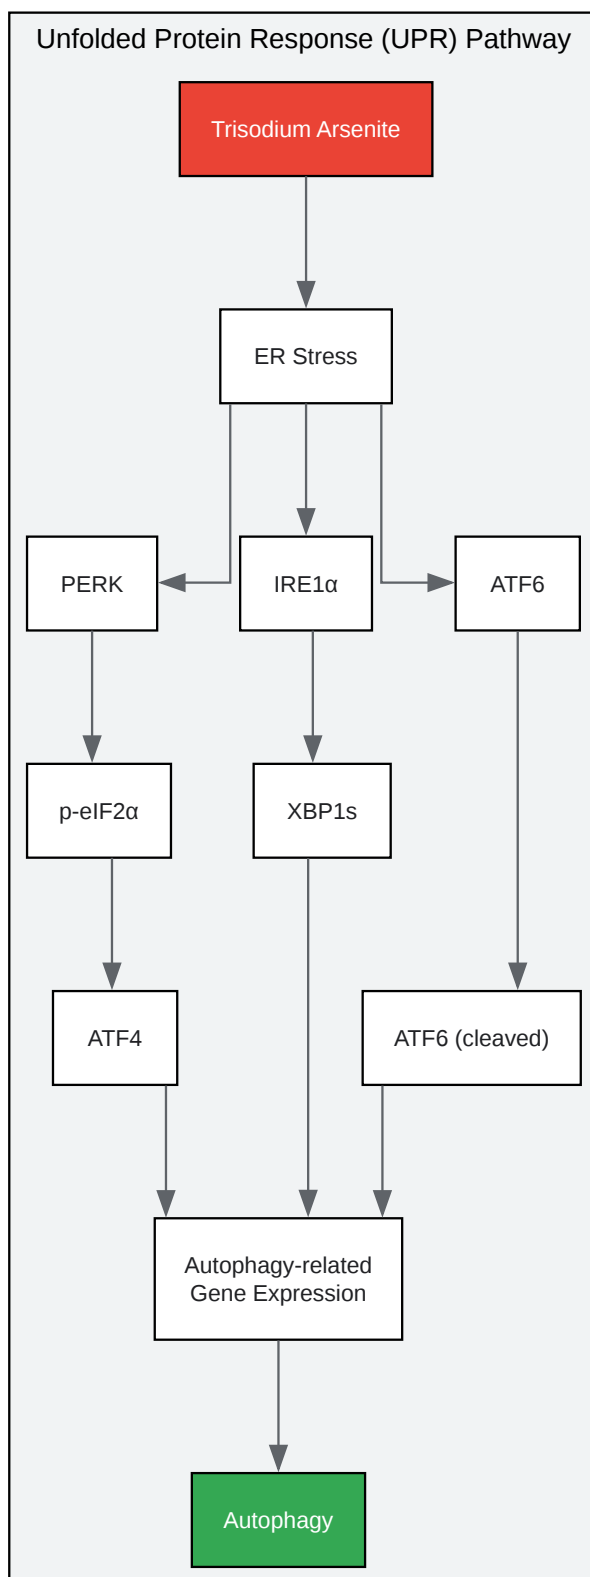 Unfolded Protein Response (UPR) Pathway
Trisodium Arsenite
ER Stress
PERK
IRE1α
ATF6
p-eIF2α
XBP1s
ATF4
ATF6 (cleaved)
Autophagy-related
Gene Expression
Autophagy